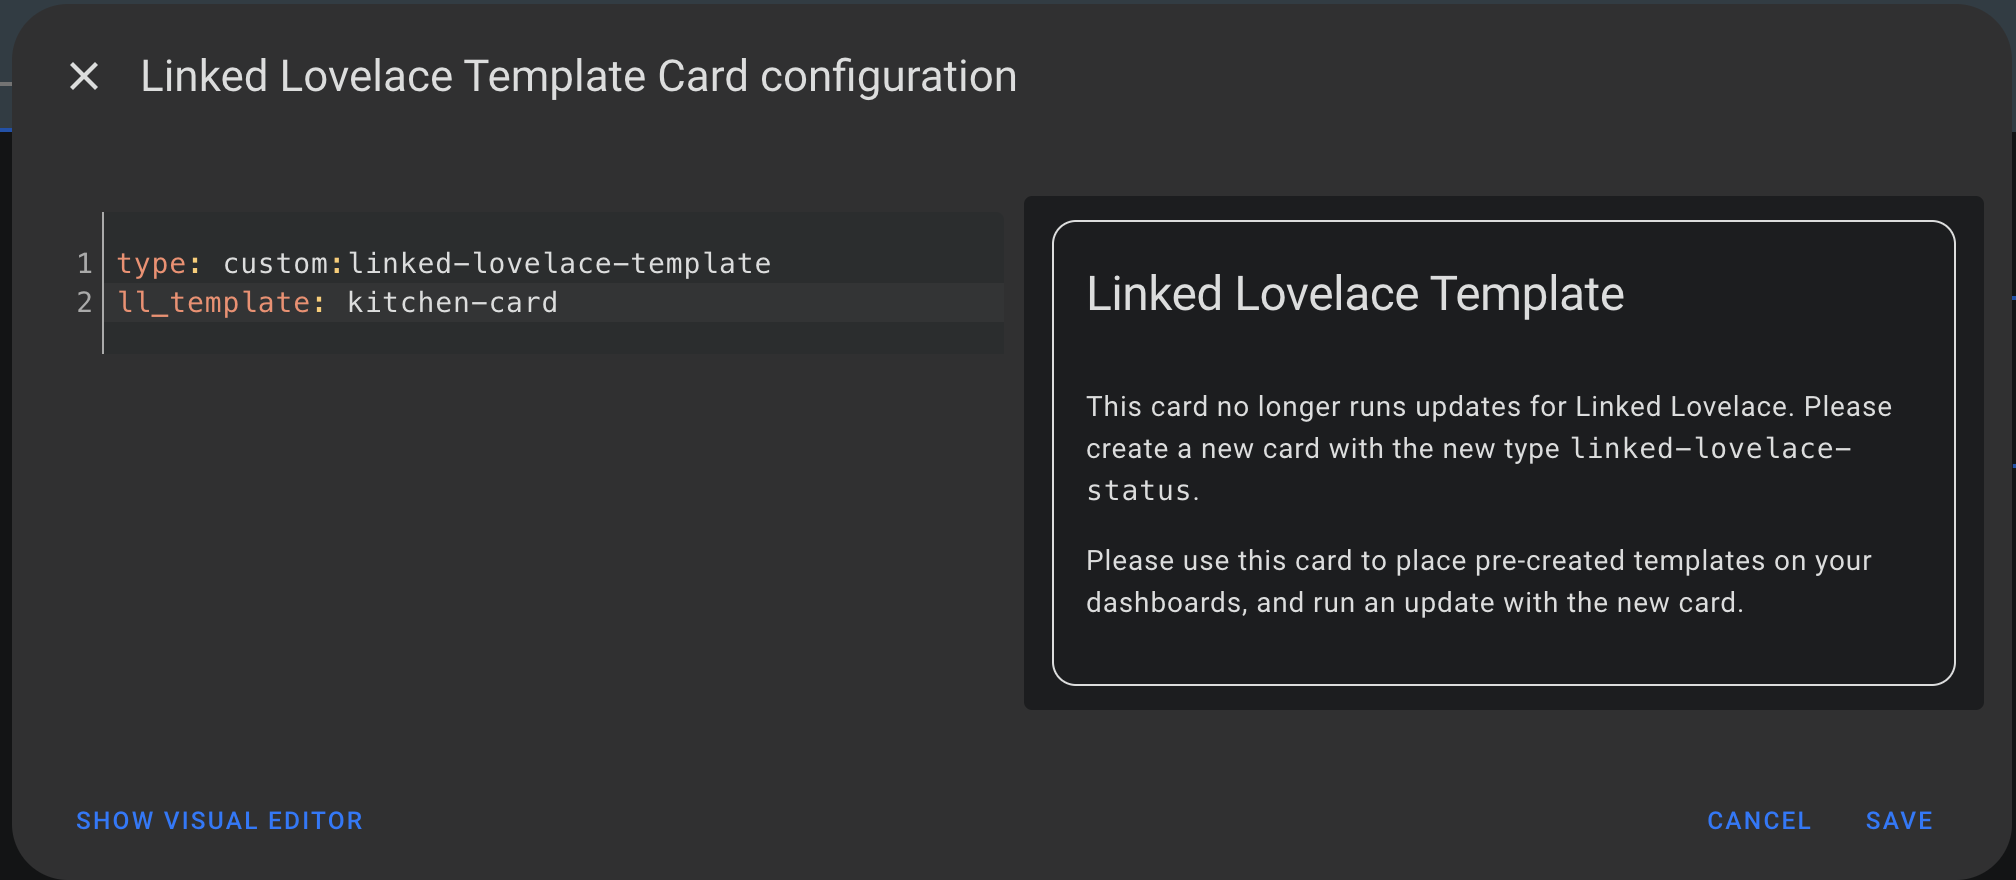 Linked Lovelace Template Card configuration
1 type: custom:linked-lovelace-template
2 ll_template: kitchen-card
Linked Lovelace Template
This card no longer runs updates for Linked Lovelace. Please
create a new card with the new type linked-lovelace-
status.
Please use this card to place pre-created templates on your
dashboards, and run an update with the new card.
SHOW VISUAL EDITOR
CANCEL
SAVE